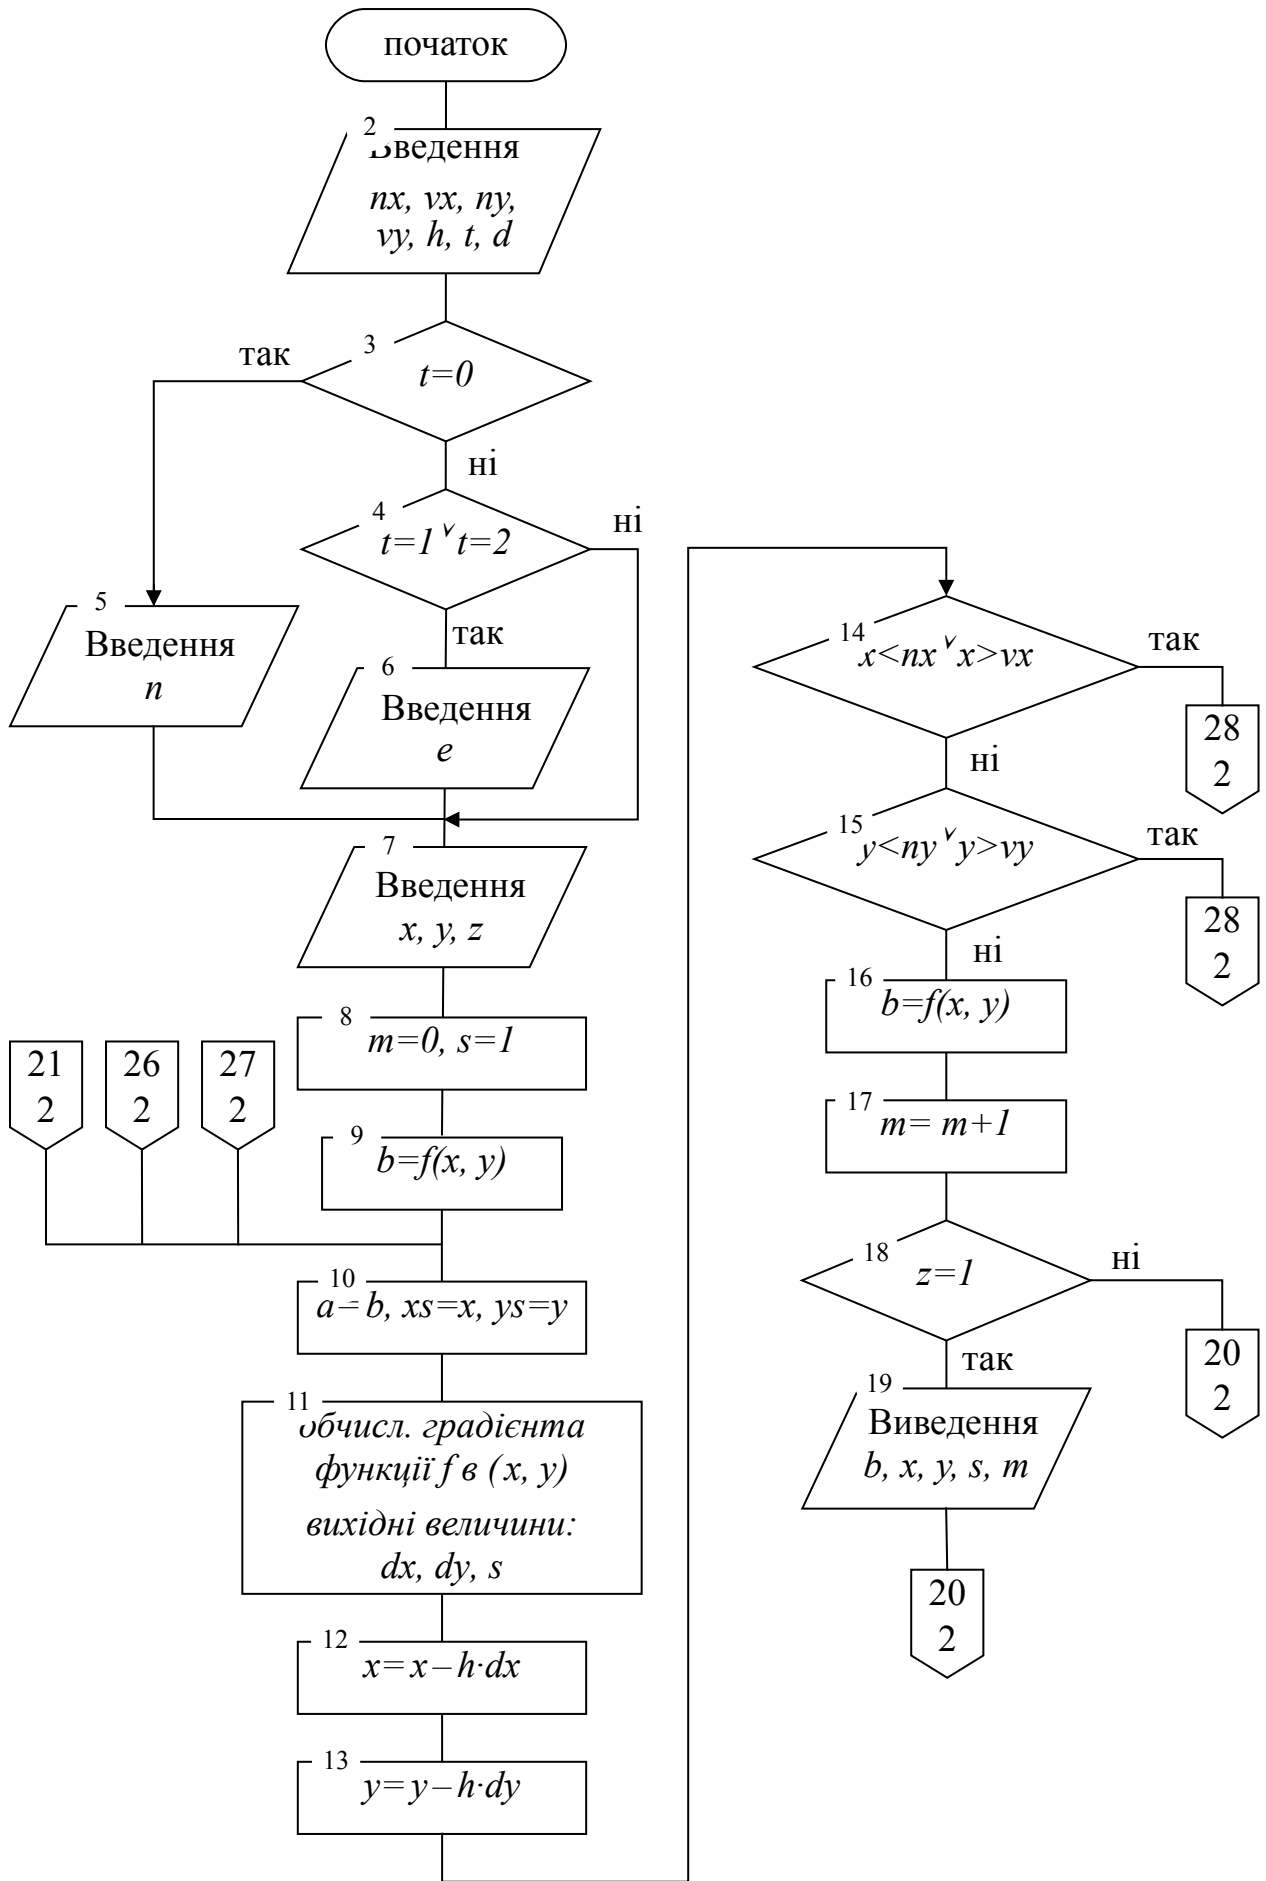 початок
2
Введення
nx, vx, ny,
vy, h, t, d
3
так
t=0
ні
4
ні
t=1˅t=2
5
Введення
n
так
6
Введення
e
7
Введення
x, y, z
8
m=0, s=1
21
2
26
2
27
2
9
b=f(x, y)
10
a=b, xs=x, ys=y
11
обчисл. градієнта
функції f в (x, y)
вихідні величини:
dx, dy, s
12
x=x–h·dx
13
y=y–h·dy
14
x<nx˅x>vx
так
28
2
ні
15
y<ny˅y>vy
так
28
2
ні
16
b=f(x, y)
17
m= m+1
18
z=1
ні
20
2
так
19
Виведення
b, x, y, s, m
20
2